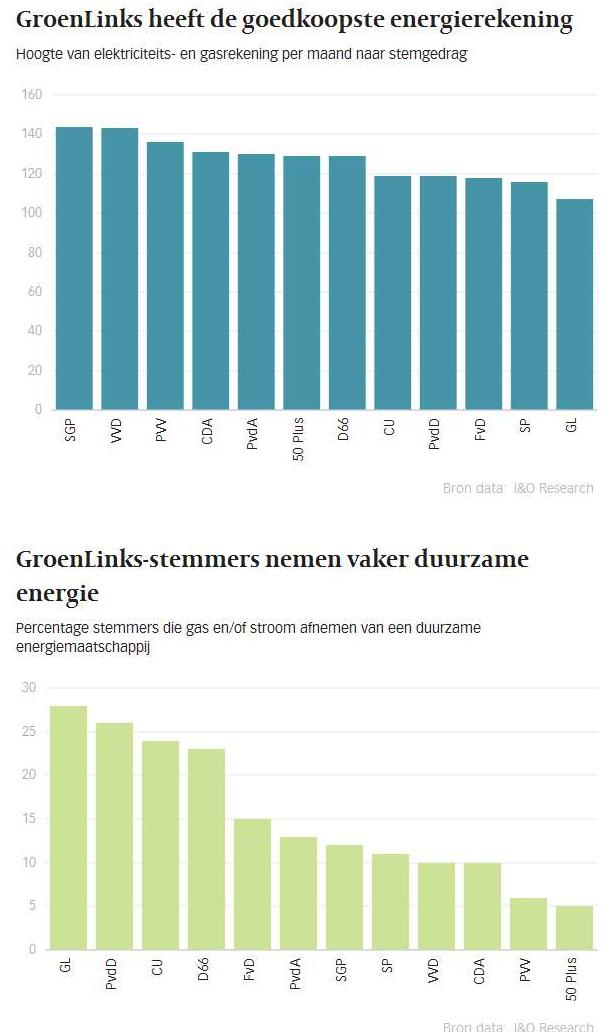 GroenLinks heeft de goedkoopste energierekening
Hoogte van elektriciteits- en gasrekening per maand naar stemgedrag
160
140
120
100
80
60
40
20
0
SGP
VVD
PVV
CDA
PvdA
50 Plus
D66
CU
PvdD
FvD
SP
GL
Bron data: I&O Research
GroenLinks-stemmers nemen vaker duurzame
energie
Percentage stemmers die gas en/of stroom afnemen van een duurzame
energiemaatschappij
30
25
20
15
10
5
0
GL
PvdD
CU
D66
FvD
PvdA
SGP
SP
VVD
CDA
PVV
50 Plus
Bron data: I&O Research